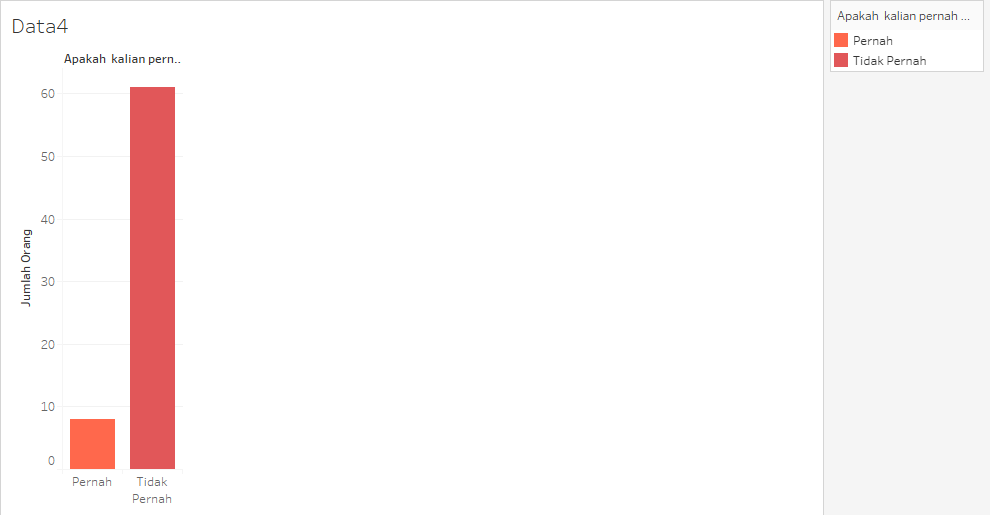 Data4
Apakah kalian pern..
60
50
40
30
20
10
0
Jumlah Orang
Pernah
Tidak
Pernah
Apakah kalian pernah ...
Pernah
Tidak Pernah